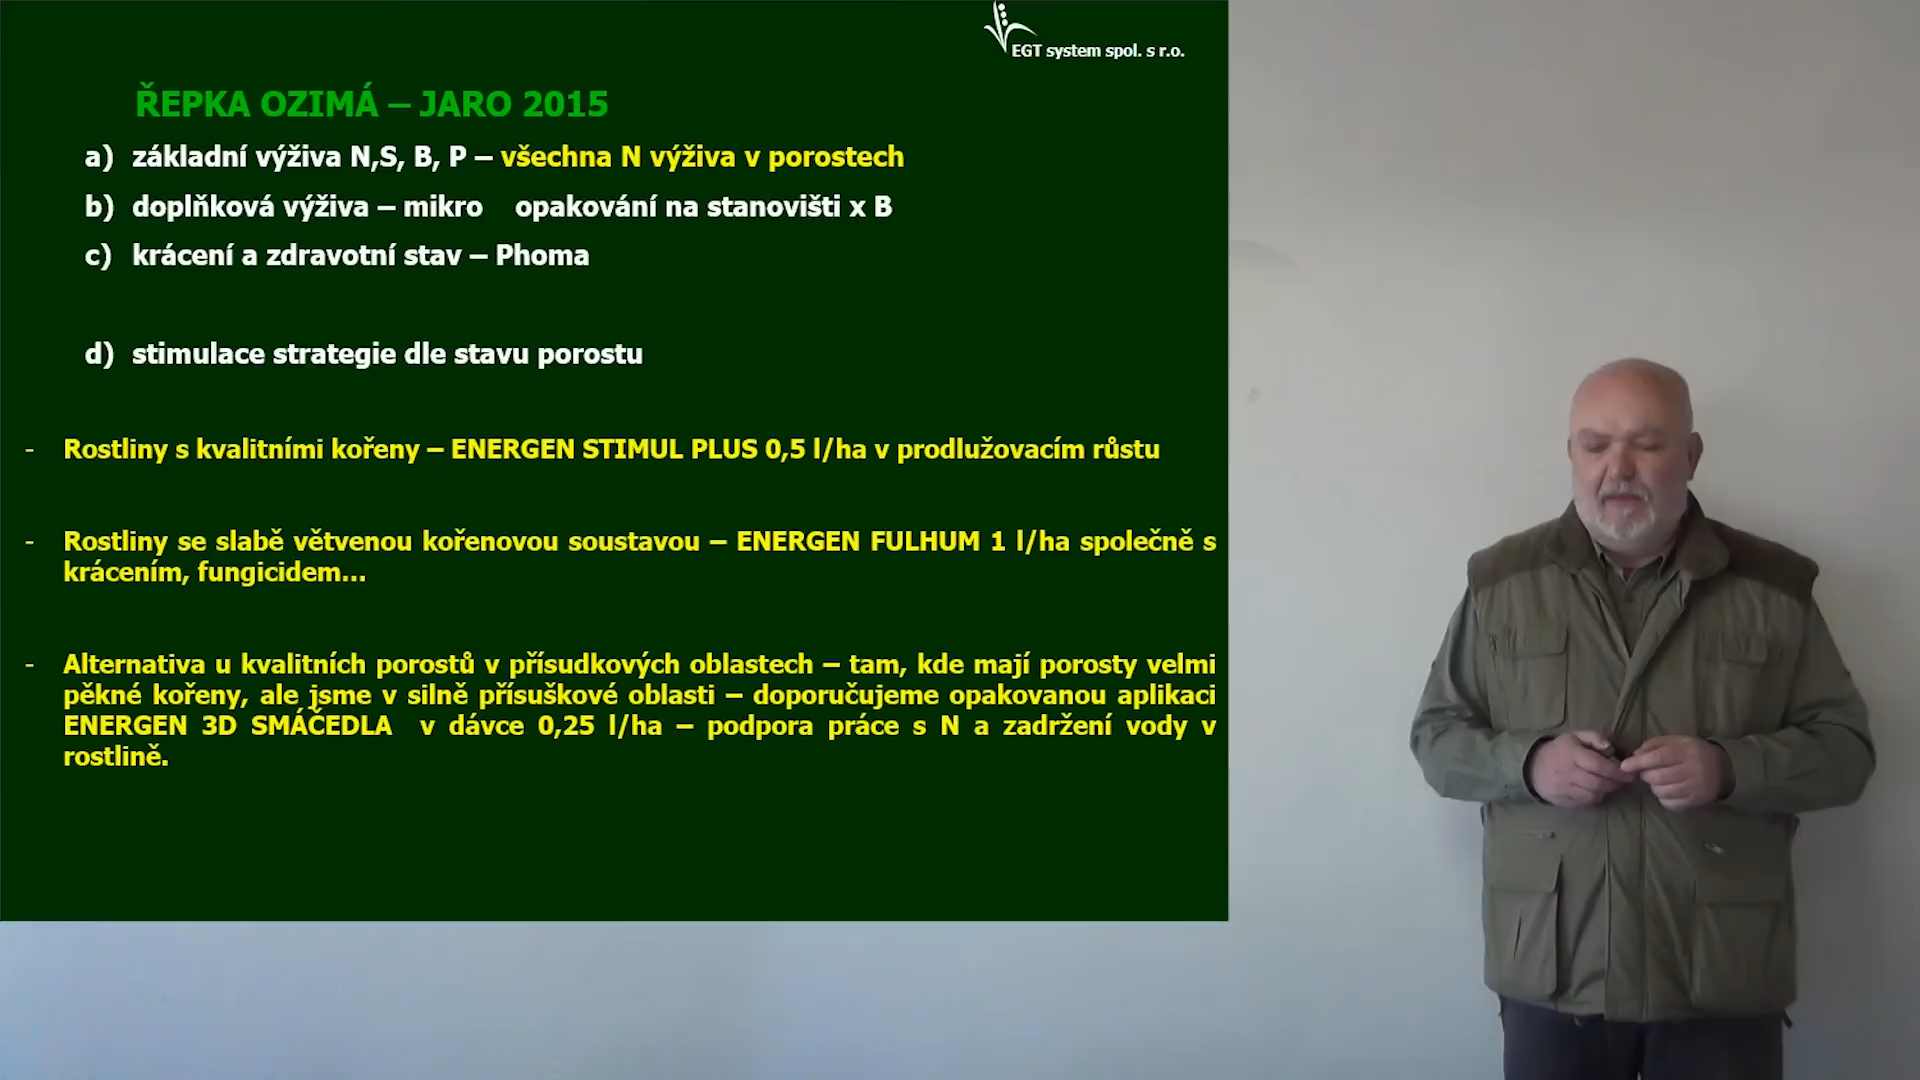 EGT system spol. s r.o.
ŘEPKA OZIMÁ – JARO 2015
a) základní výživa N,S, B, P – všechna N výživa v porostech
b) doplňková výživa – mikro opakování na stanovišti x B
c) krácení a zdravotní stav – Phoma
d) stimulace strategie dle stavu porostu
- Rostliny s kvalitními kořeny – ENERGEN STIMUL PLUS 0,5 l/ha v prodlužovacím růstu
- Rostliny se slabě větvenou kořenovou soustavou – ENERGEN FULHUM 1 l/ha společně s
krácením, fungicidem...
- Alternativa u kvalitních porostů v přísudkových oblastech – tam, kde mají porosty velmi
pěkné kořeny, ale jsme v silně přísuškové oblasti – doporučujeme opakovanou aplikaci
ENERGEN 3D SMÁČEDLA v dávce 0,25 l/ha – podpora práce s N a zadržení vody v
rostlině.